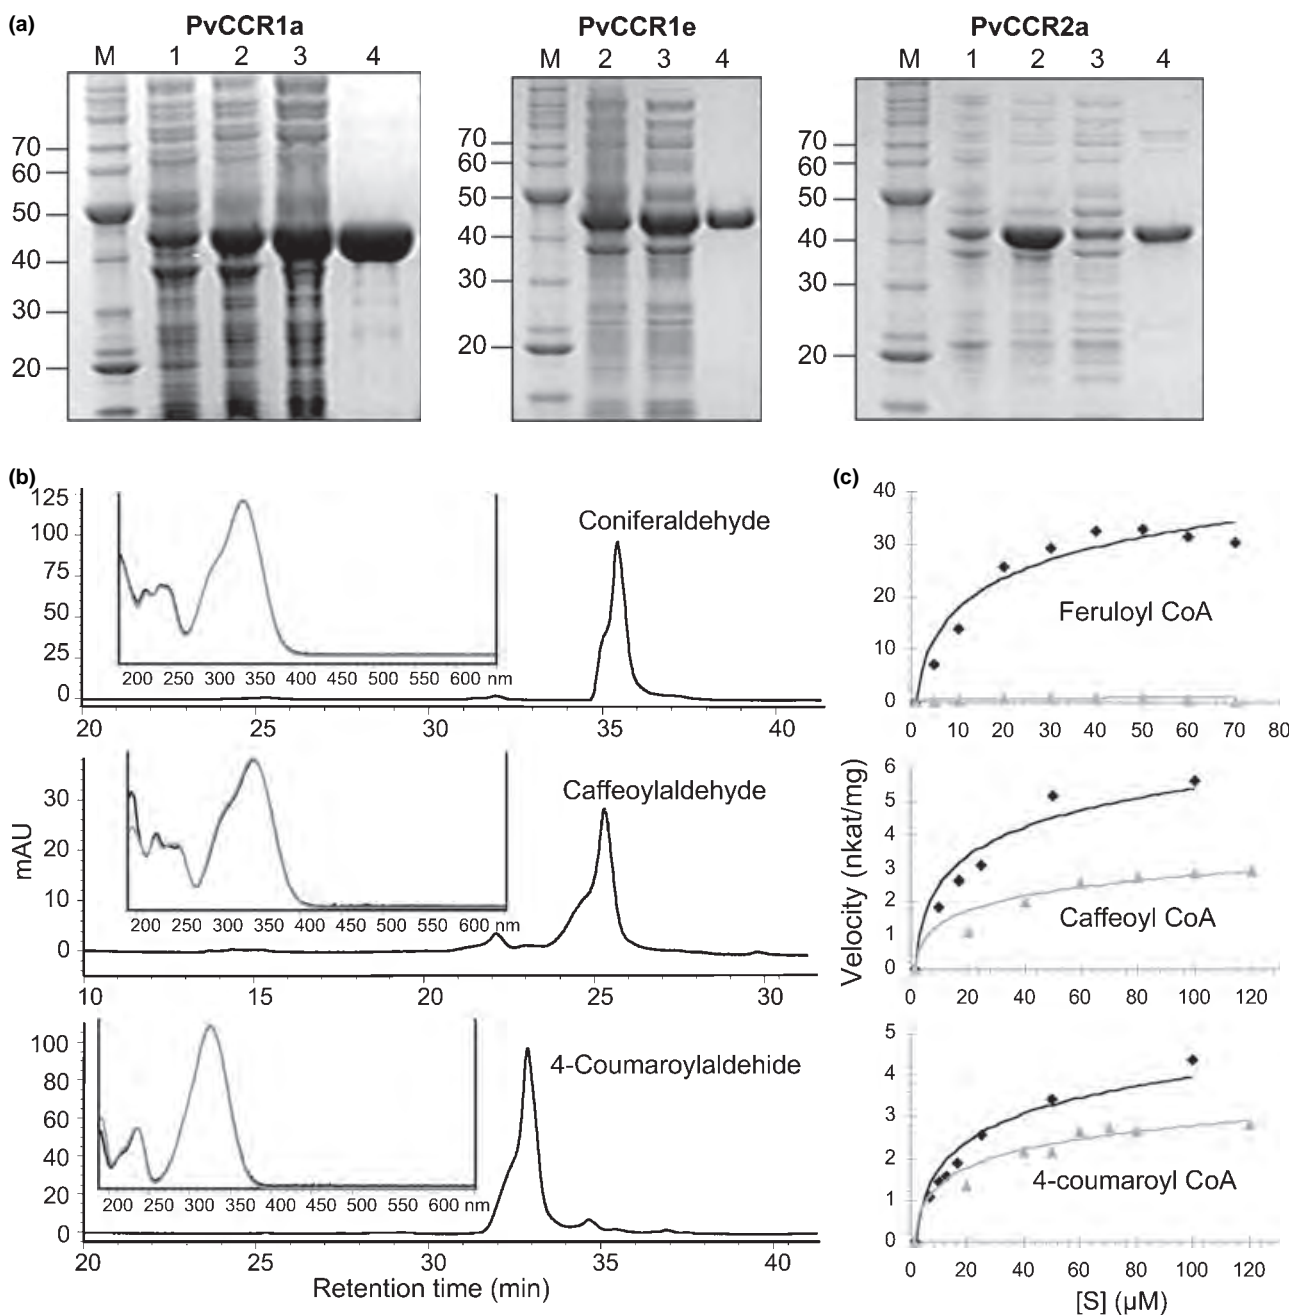 (a)
PvCCR1a
M 1 2 3 4
70
60
50
40
30
20
PvCCR1e
M 2 3 4
70
60
50
40
30
20
PvCCR2a
M 1 2 3 4
70
60
50
40
30
20
(b)
125
100
75
50
25
0
200 250 300 350 400 450 500 550 600 nm
Coniferaldehyde
20 25 30 35 40
mAU
30
20
10
0
200 250 300 350 400 450 500 550 600 nm
Caffeoylaldehyde
10 15 20 25 30
100
80
60
40
20
0
200 250 300 350 400 450 500 550 600 nm
4-Coumaroylaldehide
20 25 30 35 40
Retention time (min)
(c)
40
30
20
10
0
Feruloyl CoA
0 10 20 30 40 50 60 70 80
Velocity (nkat/mg)
6
5
4
3
2
1
0
Caffeoyl CoA
0 20 40 60 80 100 120
5
4
3
2
1
0
4-coumaroyl CoA
0 20 40 60 80 100 120
[S] (µM)